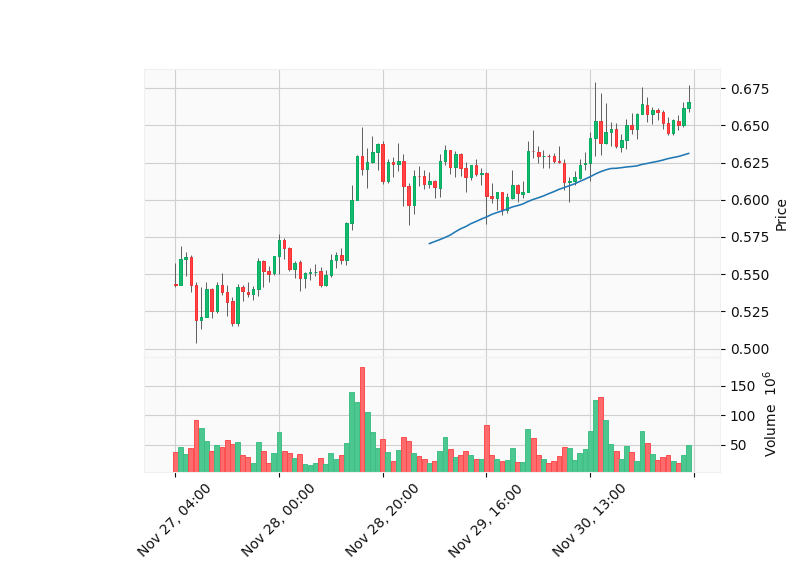 0.675
0.650
0.625
0.600
0.575
0.550
0.525
0.500
Price
150
100
50
Volume 10^6
Nov 27, 04:00
Nov 28, 00:00
Nov 28, 20:00
Nov 29, 16:00
Nov 30, 13:00